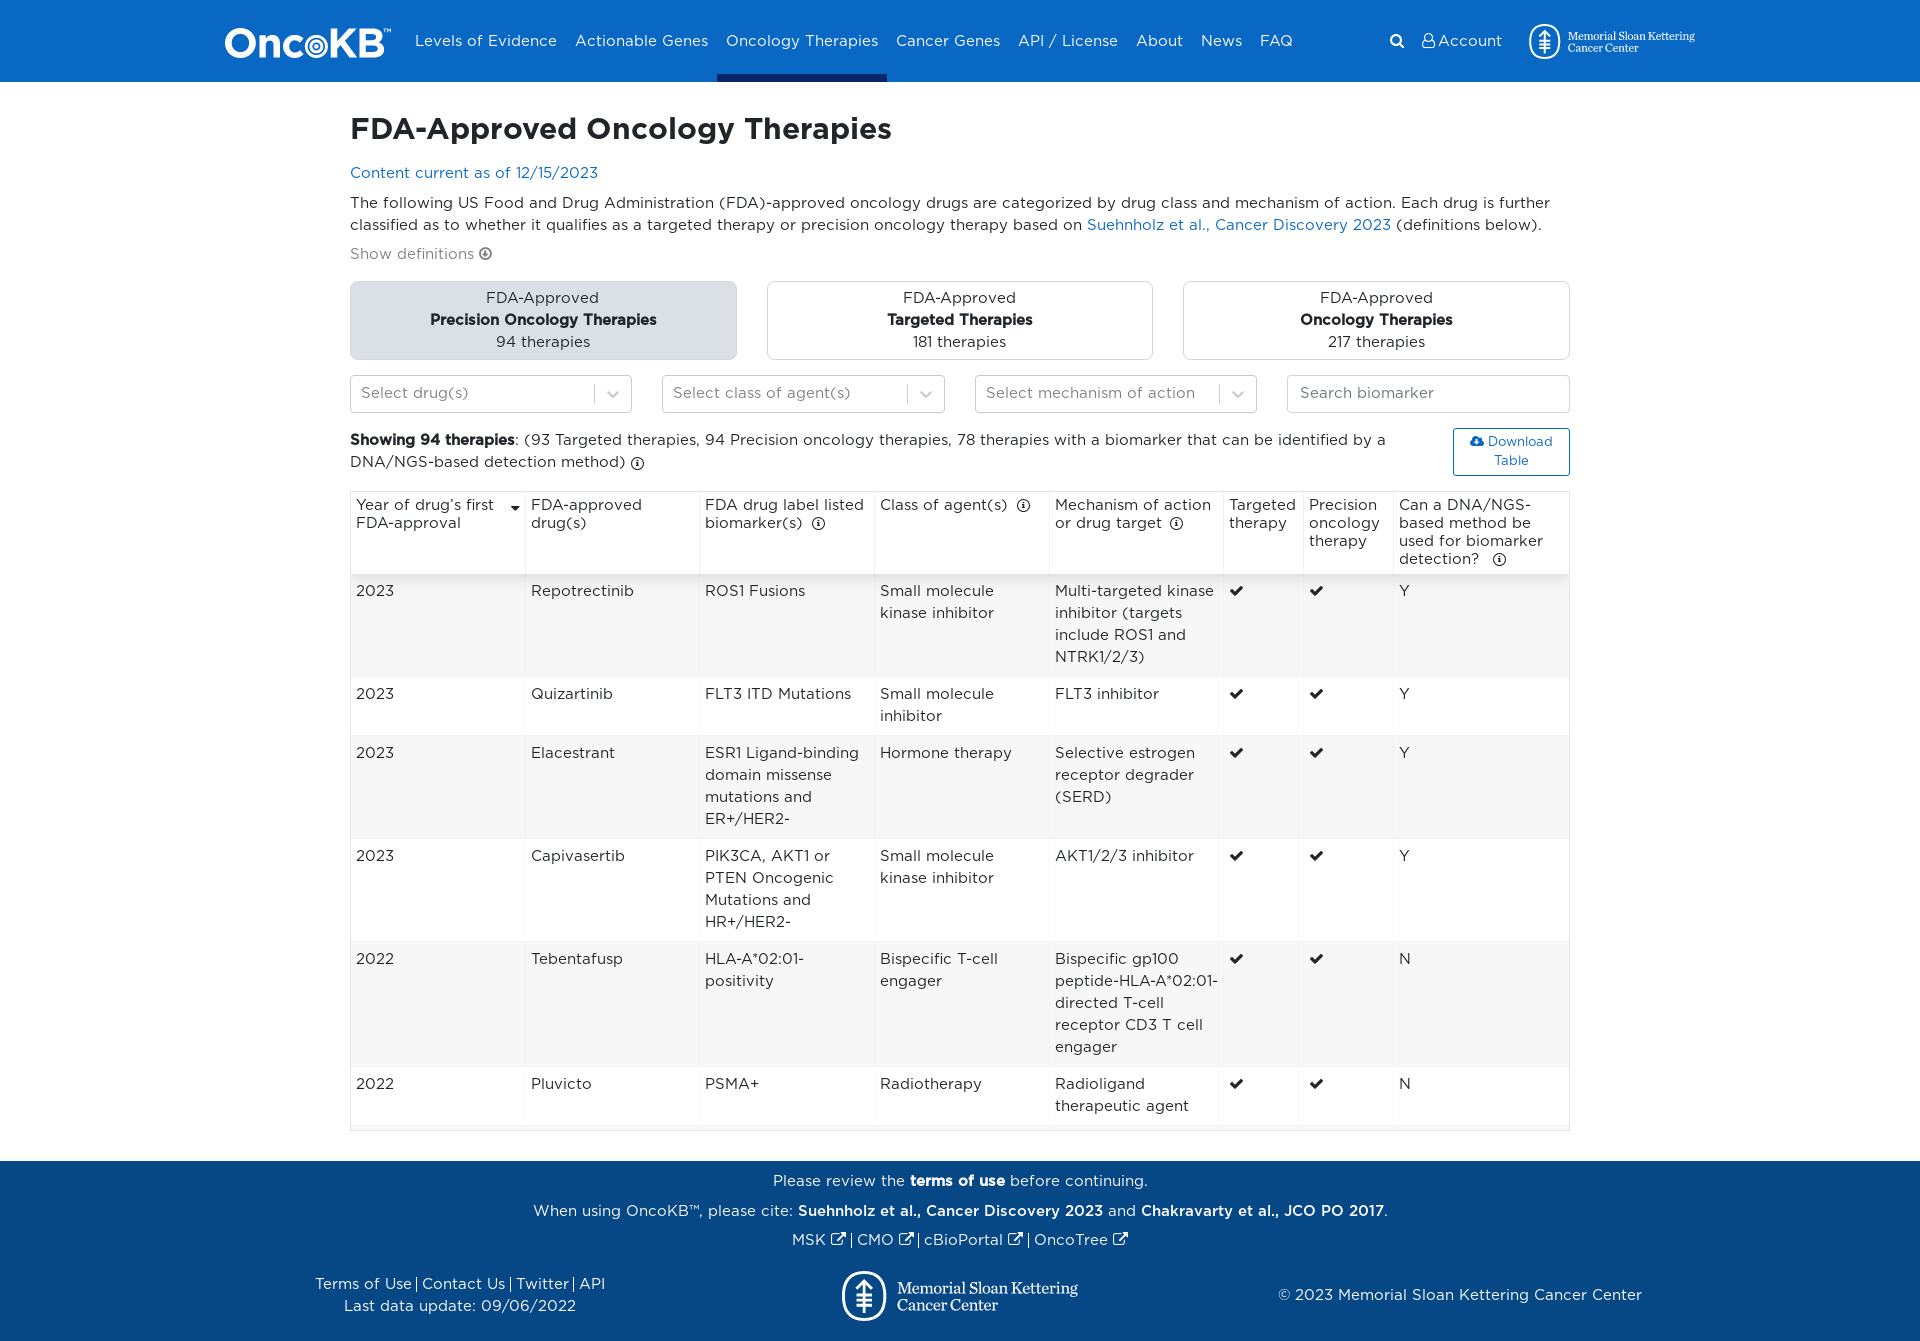 OncoKB™ Levels of Evidence Actionable Genes Oncology Therapies Cancer Genes API / License About News FAQ Account Memorial Sloan Kettering
Cancer Center
FDA-Approved Oncology Therapies
Content current as of 12/15/2023
The following US Food and Drug Administration (FDA)-approved oncology drugs are categorized by drug class and mechanism of action. Each drug is further
classified as to whether it qualifies as a targeted therapy or precision oncology therapy based on Suehnholz et al., Cancer Discovery 2023 (definitions below).
Show definitions
FDA-Approved
Precision Oncology Therapies
94 therapies
FDA-Approved
Targeted Therapies
181 therapies
FDA-Approved
Oncology Therapies
217 therapies
Select drug(s) Select class of agent(s) Select mechanism of action Search biomarker
Showing 94 therapies: (93 Targeted therapies, 94 Precision oncology therapies, 78 therapies with a biomarker that can be identified by a
DNA/NGS-based detection method)
Download
Table
Year of drug's first
FDA-approval
FDA-approved
drug(s)
FDA drug label listed
biomarker(s)
Class of agent(s)
Mechanism of action
or drug target
Targeted
therapy
Precision
oncology
therapy
Can a DNA/NGS-
based method be
used for biomarker
detection?
2023
Repotrectinib
ROS1 Fusions
Small molecule
kinase inhibitor
Multi-targeted kinase
inhibitor (targets
include ROS1 and
NTRK1/2/3)
✔
✔
Y
2023
Quizartinib
FLT3 ITD Mutations
Small molecule
inhibitor
FLT3 inhibitor
✔
✔
Y
2023
Elacestrant
ESR1 Ligand-binding
domain missense
mutations and
ER+/HER2-
Hormone therapy
Selective estrogen
receptor degrader
(SERD)
✔
✔
Y
2023
Capivasertib
PIK3CA, AKT1 or
PTEN Oncogenic
Mutations and
HR+/HER2-
Small molecule
kinase inhibitor
AKT1/2/3 inhibitor
✔
✔
Y
2022
Tebentafusp
HLA-A*02:01-
positivity
Bispecific T-cell
engager
Bispecific gp100
peptide-HLA-A*02:01-
directed T-cell
receptor CD3 T cell
engager
✔
✔
N
2022
Pluvicto
PSMA+
Radiotherapy
Radioligand
therapeutic agent
✔
✔
N
Please review the terms of use before continuing.
When using OncoKB™, please cite: Suehnholz et al., Cancer Discovery 2023 and Chakravarty et al., JCO PO 2017.
MSK | CMO | cBioPortal | OncoTree
Terms of Use | Contact Us | Twitter | API
Last data update: 09/06/2022
Memorial Sloan Kettering
Cancer Center
© 2023 Memorial Sloan Kettering Cancer Center